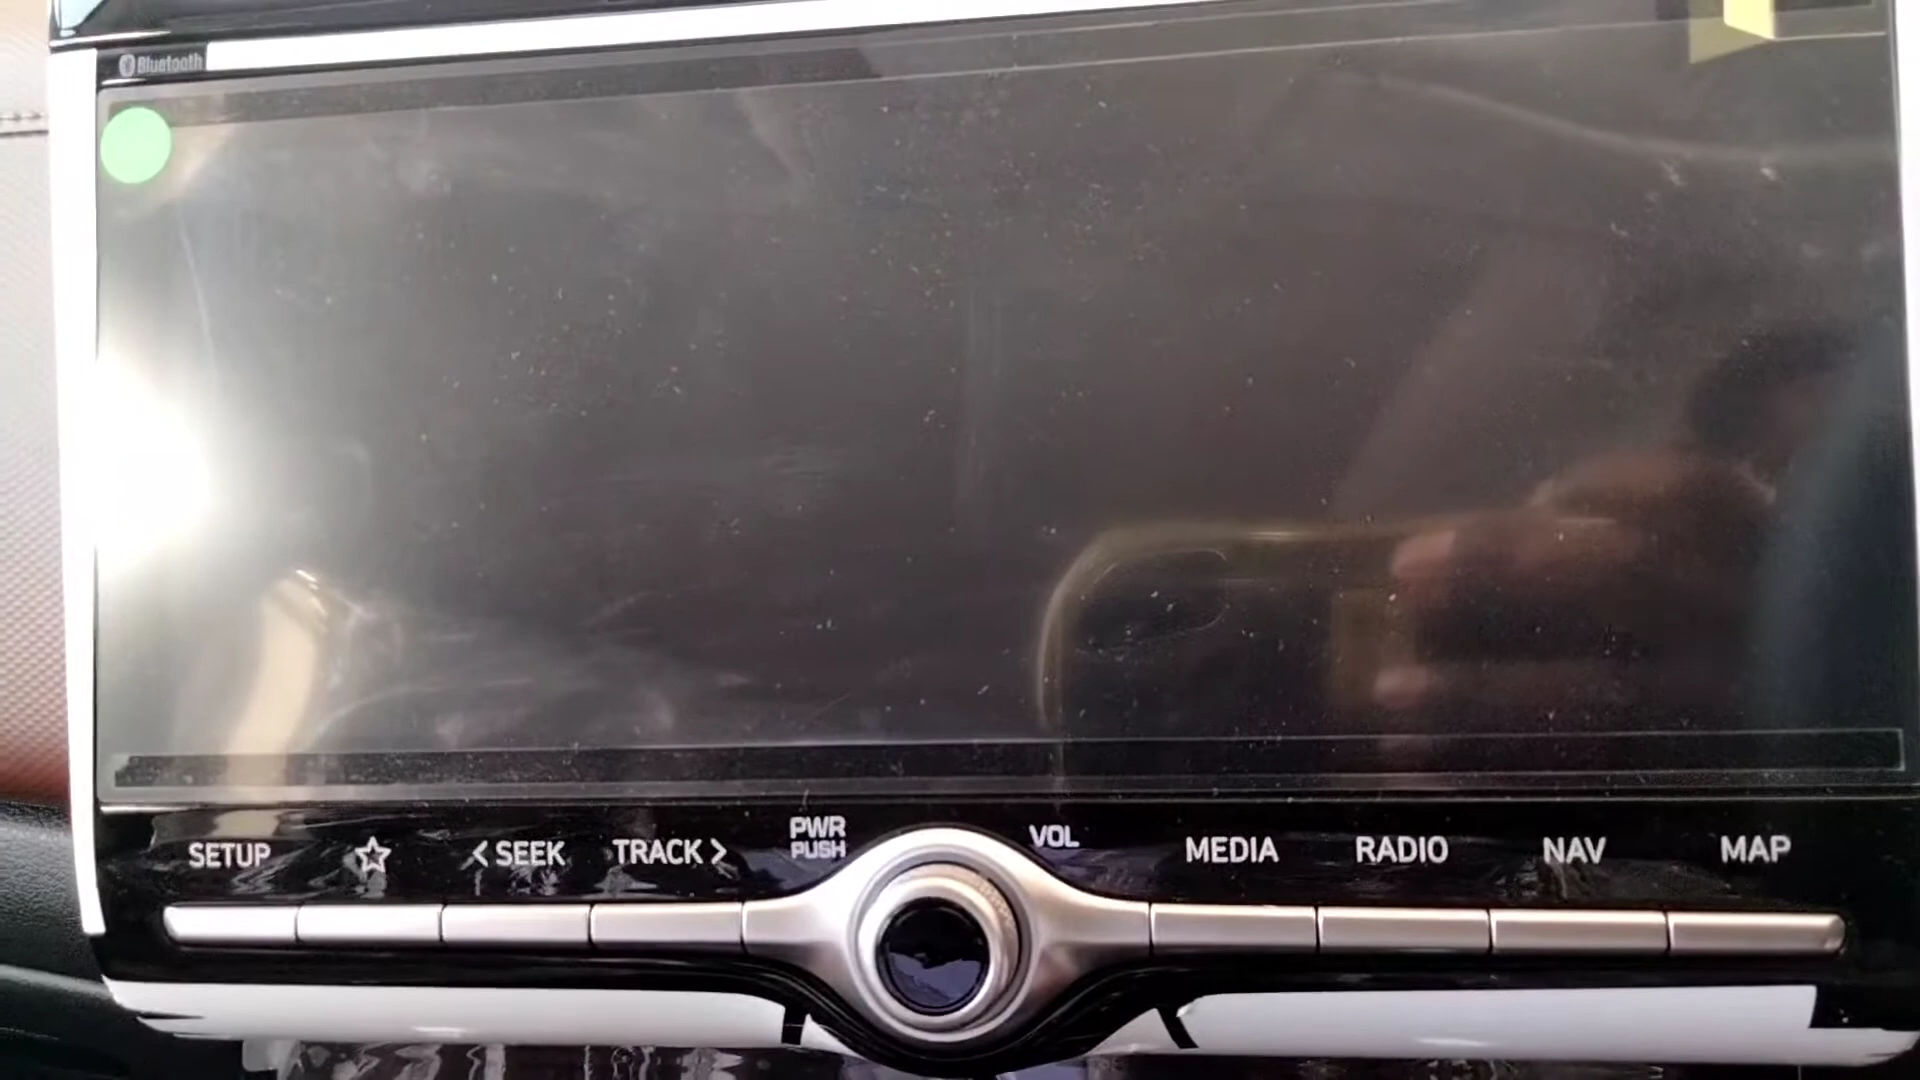 Bluetooth
SETUP
< SEEK
TRACK >
PWR
PUSH
VOL
MEDIA
RADIO
NAV
MAP